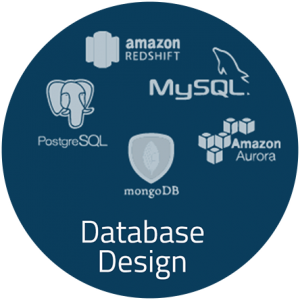 amazon
REDSHIFT
MySQL.
PostgreSQL
Amazon
Aurora
mongoDB
Database
Design